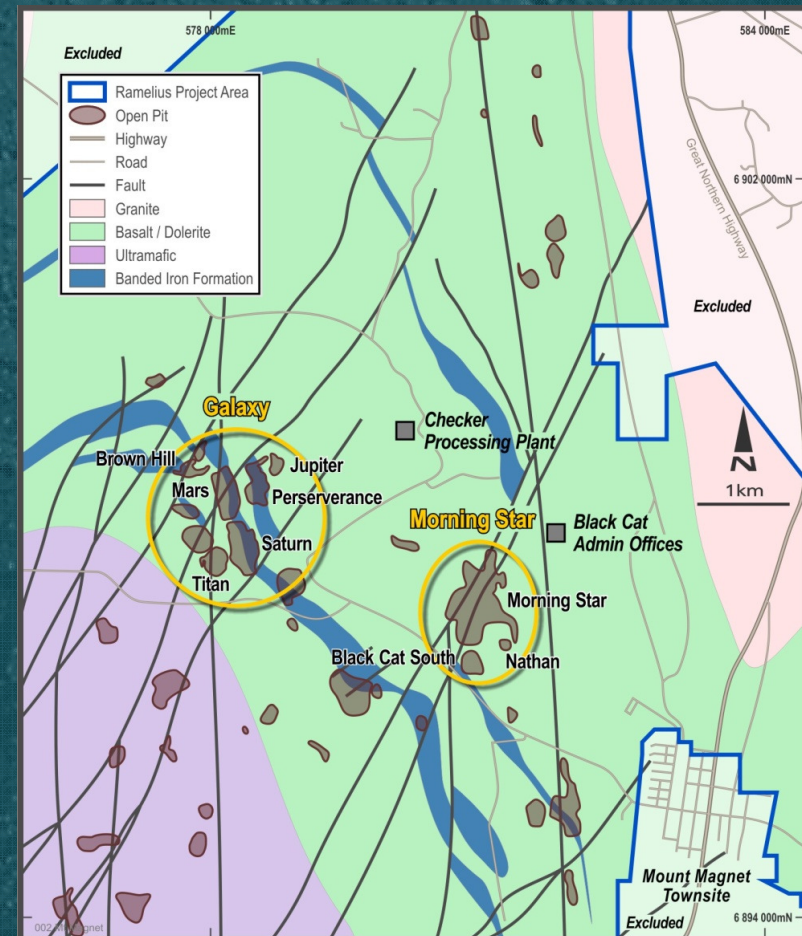 578 000mE
584 000mE
Excluded
Ramelius Project Area
Open Pit
Highway
Road
Fault
Granite
Basalt / Dolerite
Ultramafic
Banded Iron Formation
Great Northern Highway
6 902 000mN
Excluded
Galaxy
Checker
Processing Plant
N
1km
Brown Hill
Jupiter
Mars
Perserverance
Morning Star
Black Cat
Admin Offices
Saturn
Titan
Morning Star
Black Cat South
Nathan
Mount Magnet
Townsite
Excluded
6 894 000mN